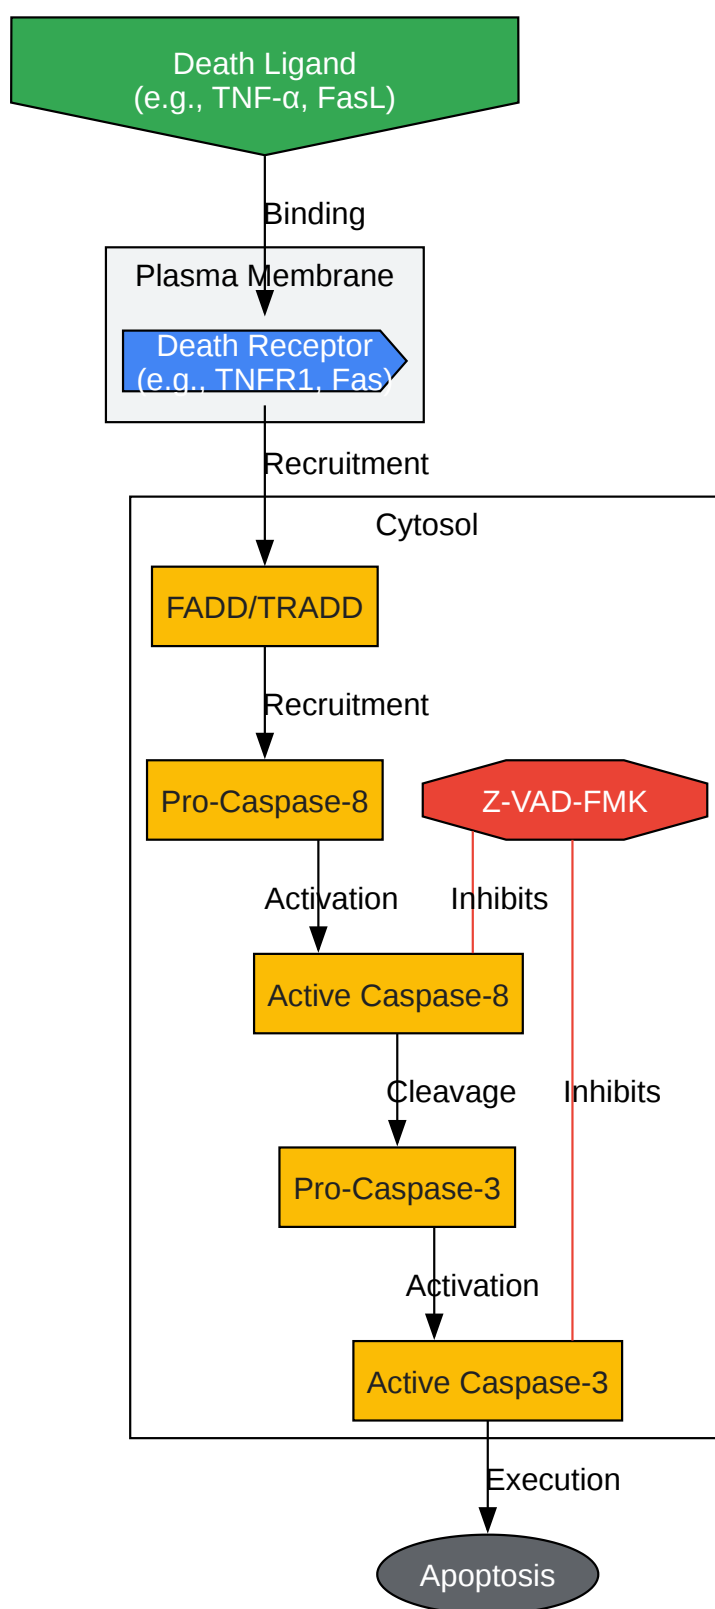 Death Ligand
(e.g., TNF-α, FasL)
Binding
Plasma Membrane
Death Receptor
(e.g., TNFR1, Fas)
Recruitment
Cytosol
FADD/TRADD
Recruitment
Pro-Caspase-8
Z-VAD-FMK
Activation
Inhibits
Active Caspase-8
Cleavage
Inhibits
Pro-Caspase-3
Activation
Active Caspase-3
Execution
Apoptosis